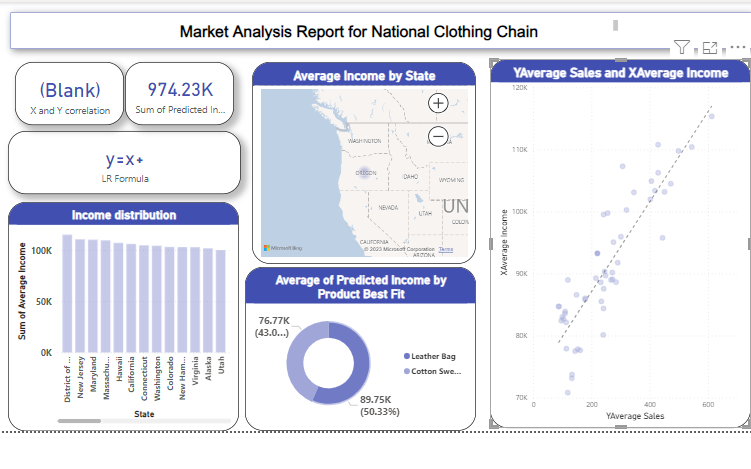 Market Analysis Report for National Clothing Chain
(Blank)
X and Y correlation
974.23K
Sum of Predicted In...
y=x+
LR Formula
Income distribution
Sum of Average Income
100K
50K
0K
District of ...
New Jersey
Maryland
Massachu...
Hawaii
California
Connecticut
Washington
Colorado
New Ham...
Virginia
Alaska
Utah
State
Average Income by State
WASHINGTON
OREGON
IDAHO
WYOMING
NEVADA
UTAH
UN
COLOR
CALIFORNIA
ARIZONA
Microsoft Bing
© 2023 Microsoft Corporation Terms
Average of Predicted Income by
Product Best Fit
76.77K
(43.0...)
89.75K
(50.33%)
Leather Bag
Cotton Swe...
YAverage Sales and XAverage Income
XAverage Income
120K
110K
100K
90K
80K
70K
0
200
400
600
YAverage Sales